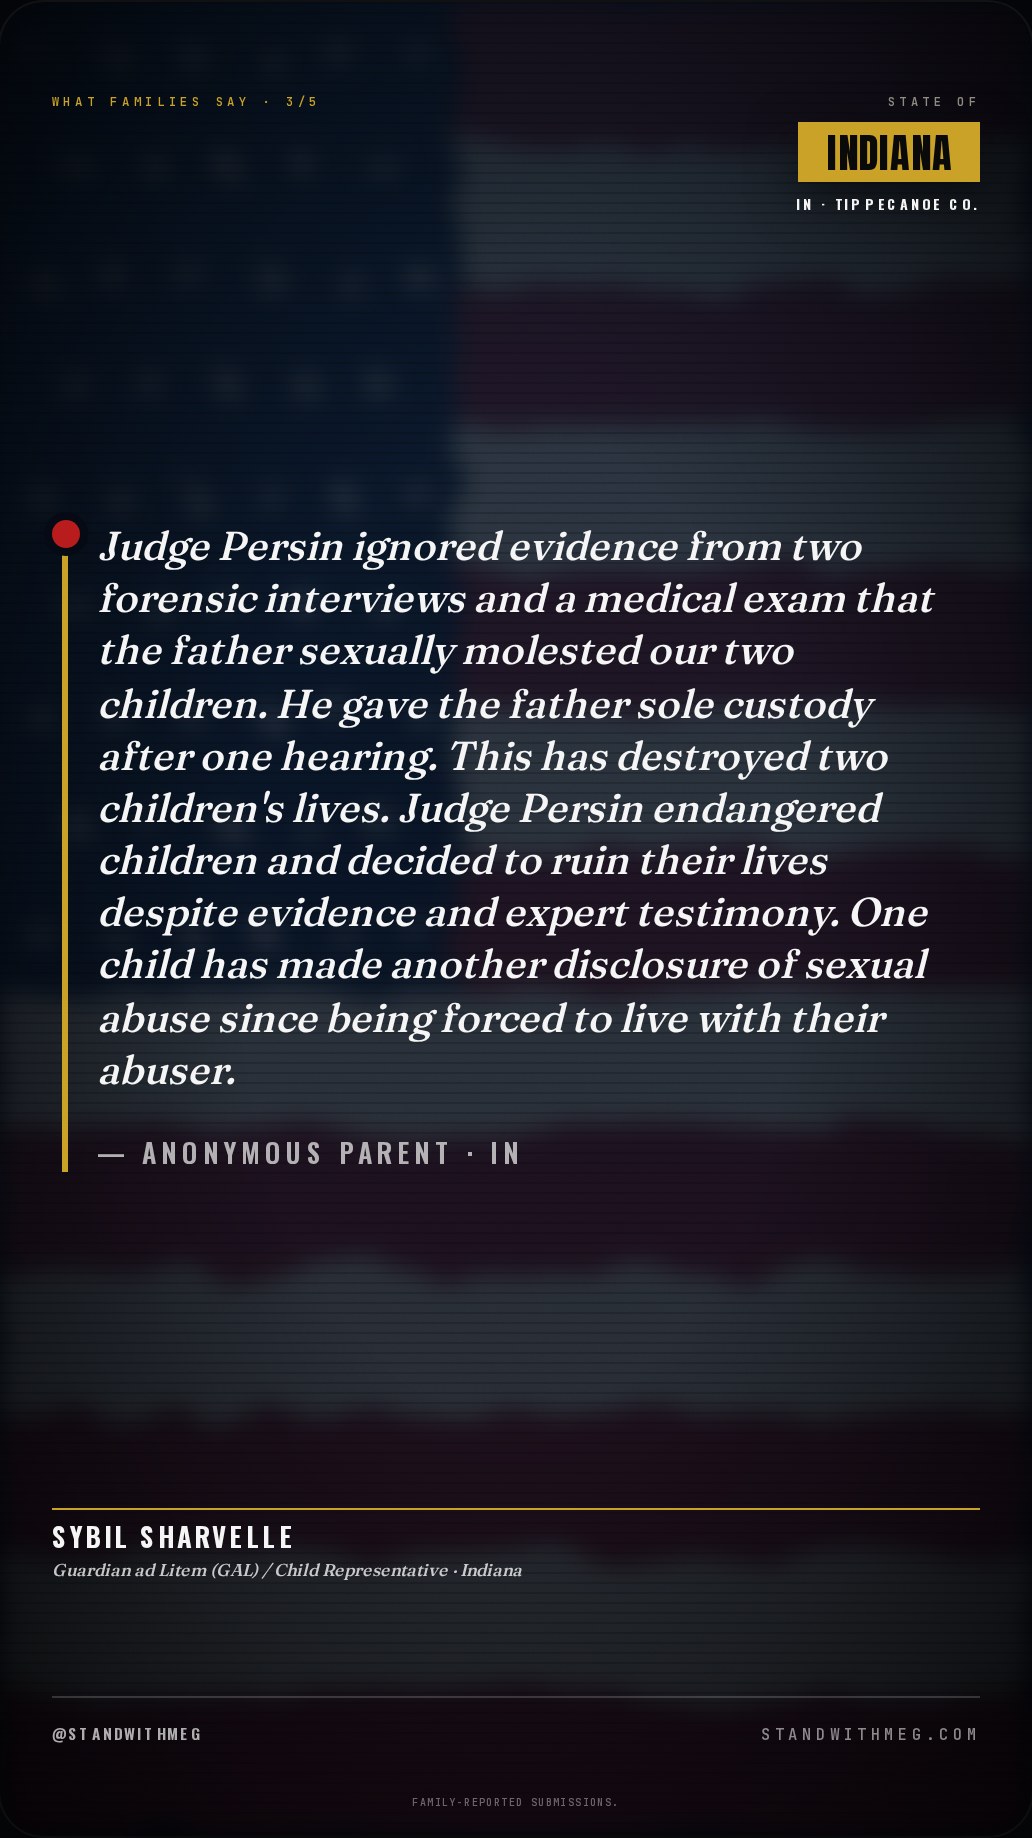 WHAT FAMILIES SAY · 3/5
STATE OF
INDIANA
IN · TIPPECANOE CO.
Judge Persin ignored evidence from two
forensic interviews and a medical exam that
the father sexually molested our two
children. He gave the father sole custody
after one hearing. This has destroyed two
children's lives. Judge Persin endangered
children and decided to ruin their lives
despite evidence and expert testimony. One
child has made another disclosure of sexual
abuse since being forced to live with their
abuser.
— ANONYMOUS PARENT · IN
SYBIL SHARVELLE
Guardian ad Litem (GAL) / Child Representative · Indiana
@STANDWITHMEG
STANDWITHMEG.COM
FAMILY-REPORTED SUBMISSIONS.